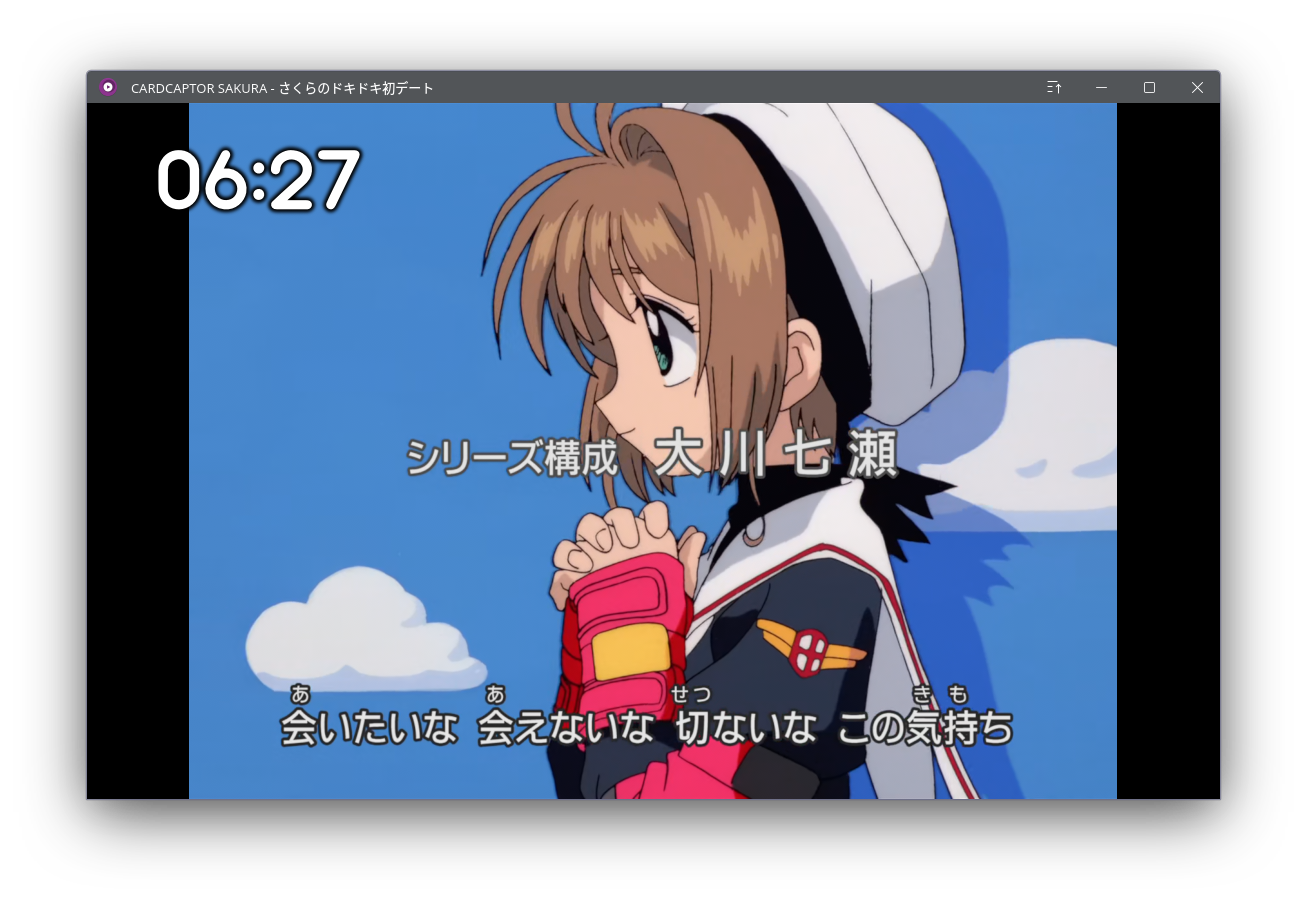 CARDCAPTOR SAKURA - さくらのドキドキ初デート
06:27
シリーズ構成 大川七瀬
あ あ せつ きも
会いたいな 会えないな 切ないな この気持ち